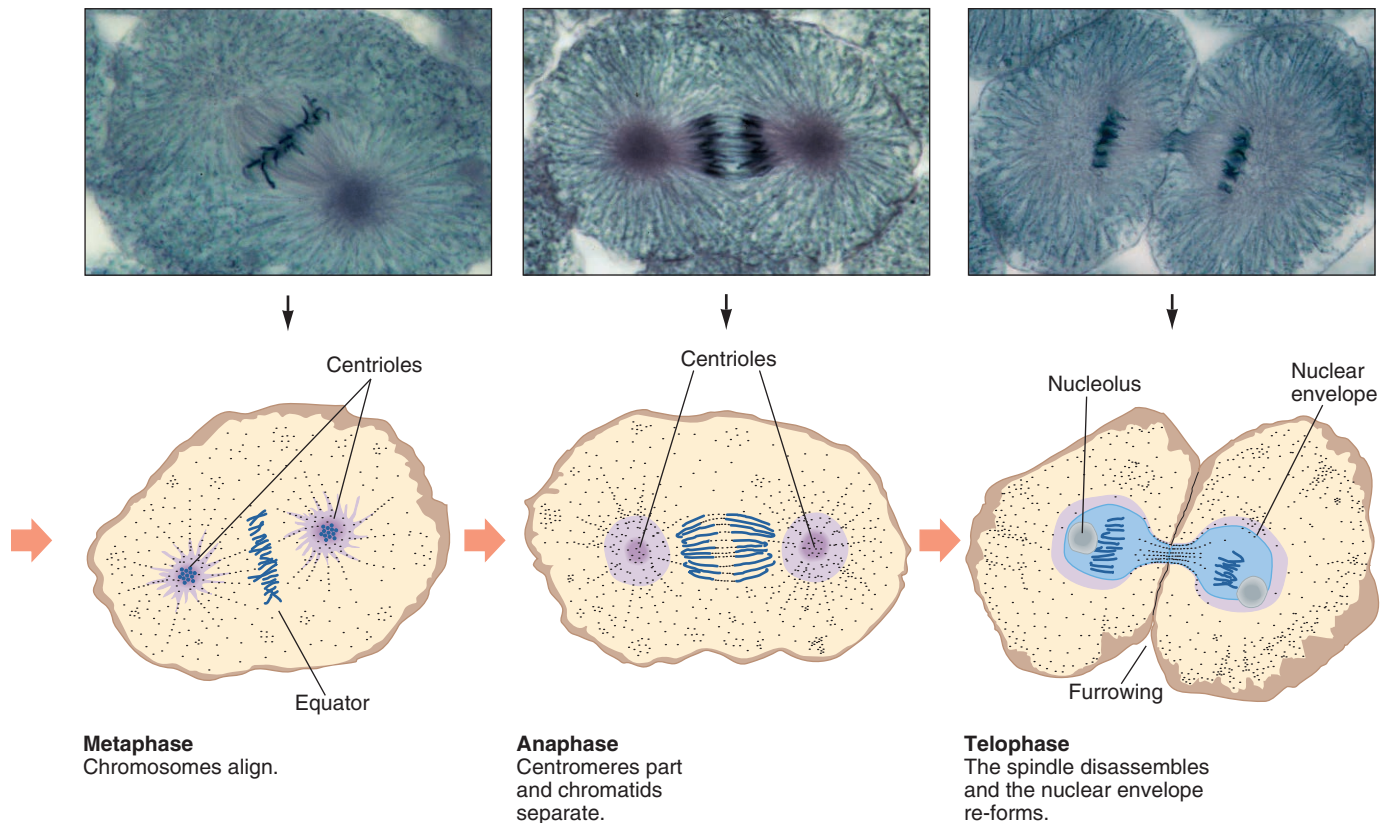 Centrioles
Centrioles
Nucleolus
Nuclear
envelope
Equator
Furrowing
Metaphase
Chromosomes align.
Anaphase
Centromeres part
and chromatids
separate.
Telophase
The spindle disassembles
and the nuclear envelope
re-forms.